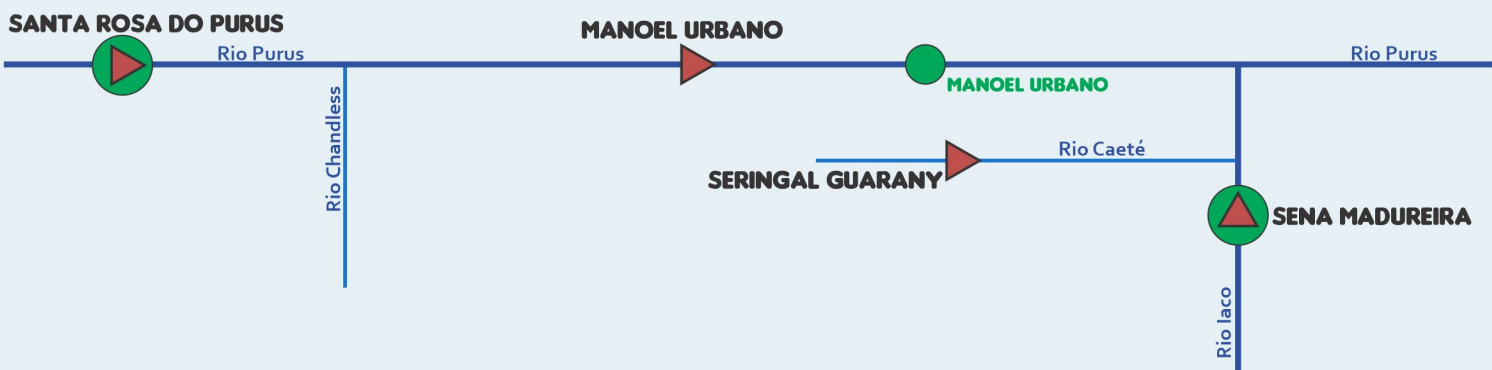 SANTA ROSA DO PURUS
MANOEL URBANO
Rio Purus
Rio Purus
MANOEL URBANO
Rio Chandless
Rio Caeté
SERINGAL GUARANY
SENA MADUREIRA
Rio Iaco